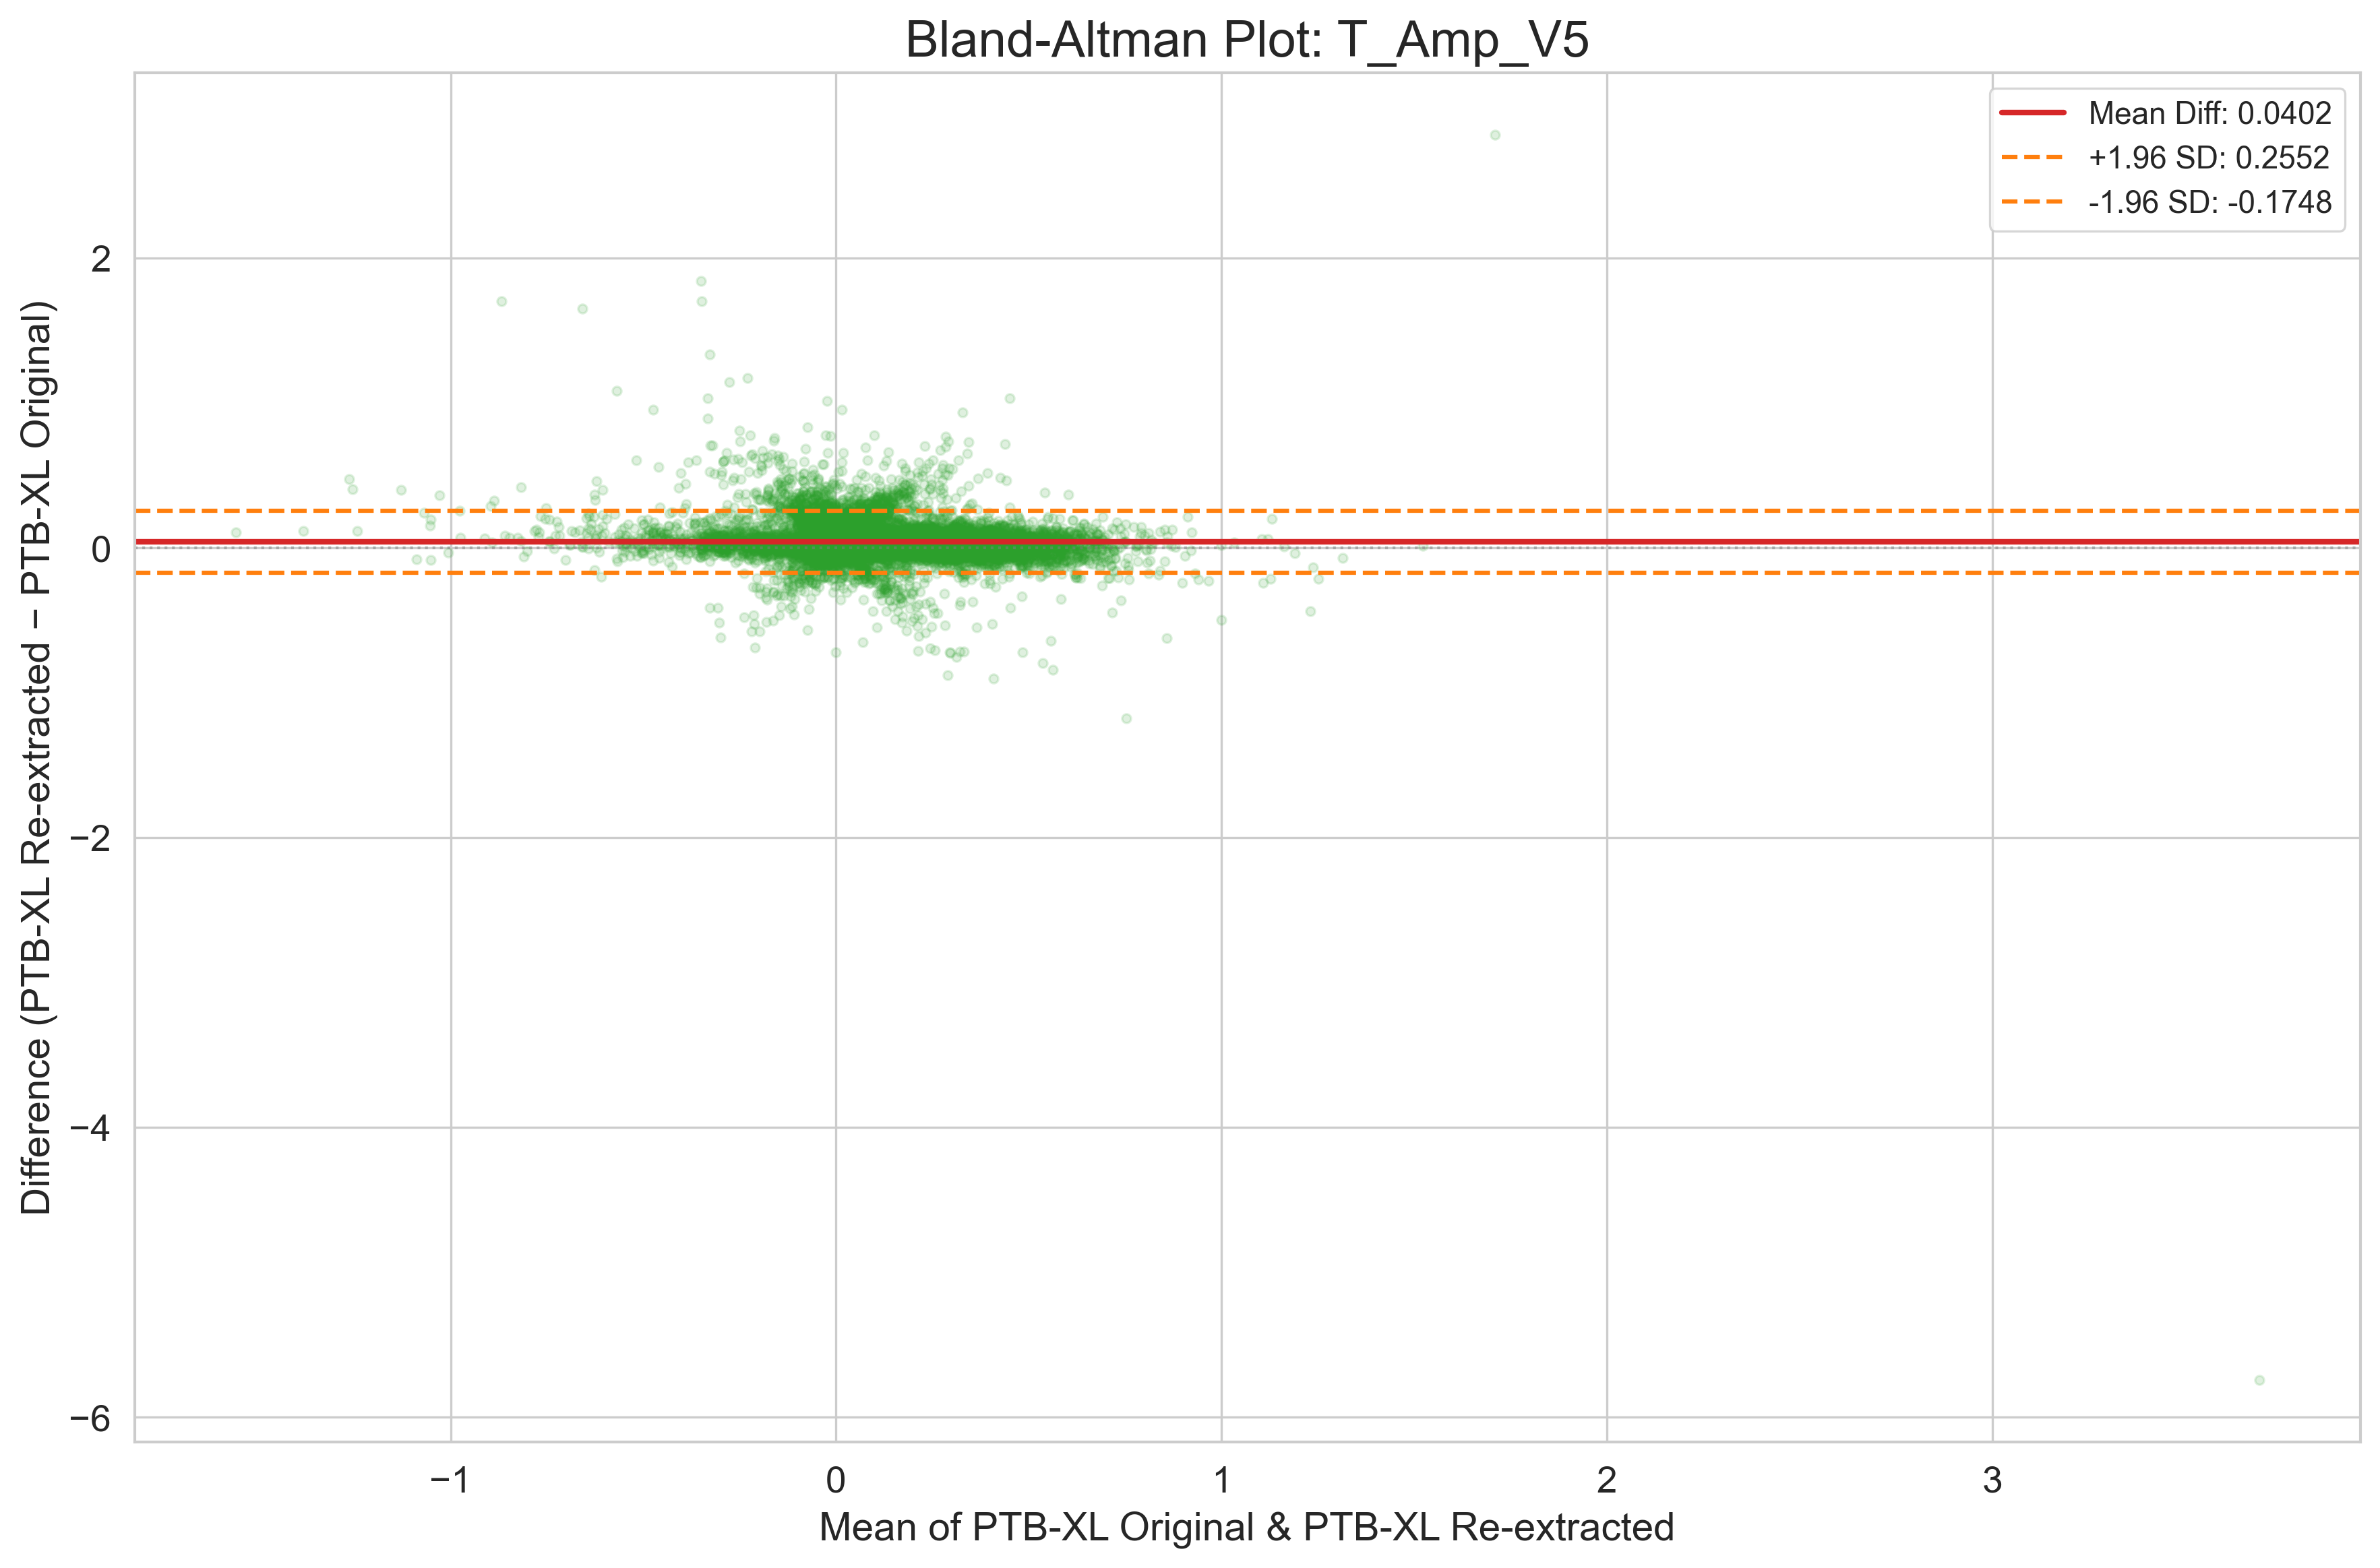 Bland-Altman Plot: T_Amp_V5
Mean Diff: 0.0402
+1.96 SD: 0.2552
-1.96 SD: -0.1748
Difference (PTB-XL Re-extracted − PTB-XL Original)
2
0
−2
−4
−6
−1
0
1
2
3
Mean of PTB-XL Original & PTB-XL Re-extracted